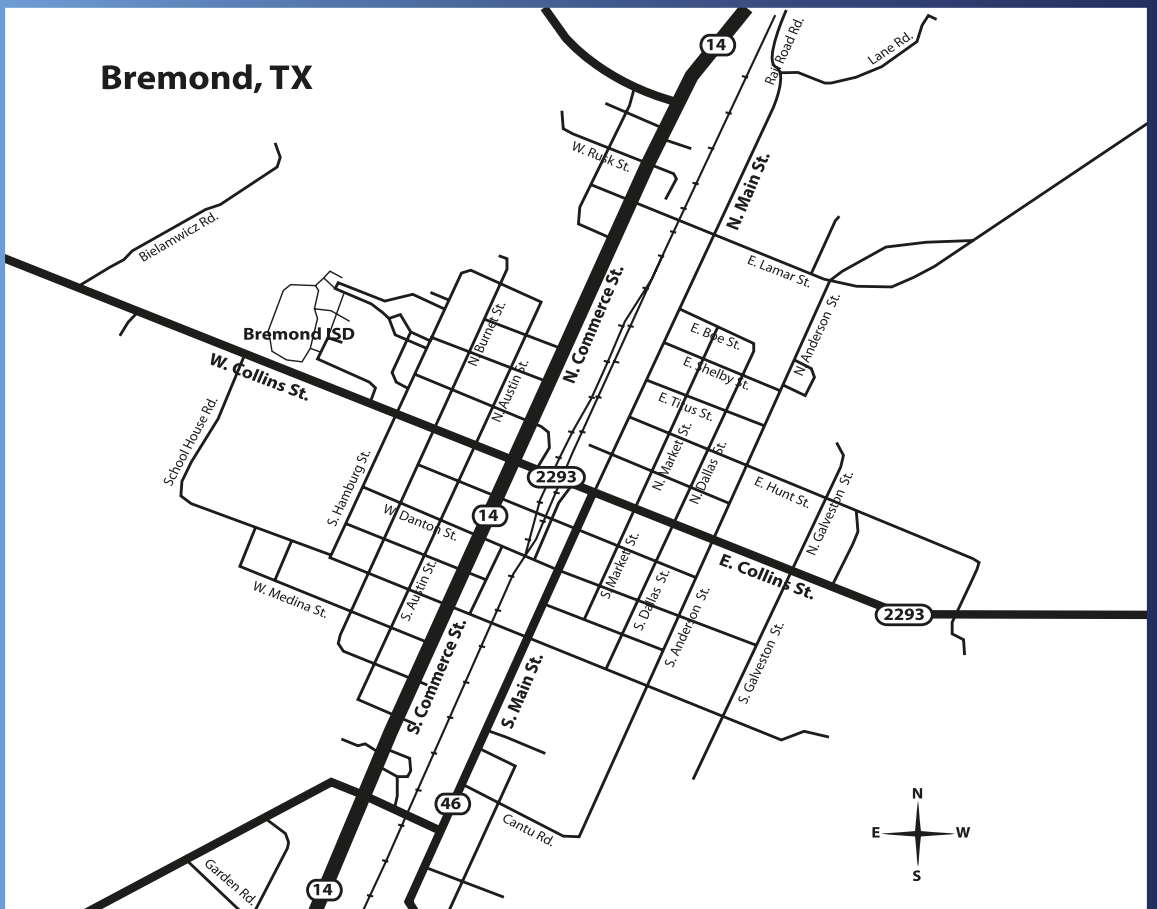 Bremond, TX
14
Rail Road Rd.
Lane Rd.
W. Rusk St.
N. Main St.
Bielamwicz Rd.
E. Lamar St.
N. Commerce St.
N. Anderson St.
Bremond ISD
N. Burnet St.
E. Boe St.
E. Shelby St.
W. Collins St.
N. Austin St.
E. Titus St.
School House Rd.
S. Hamburg St.
N. Market St.
N. Dallas St.
2293
E. Hunt St.
N. Galveston St.
14
W. Danton St.
S. Market St.
E. Collins St.
S. Austin St.
S. Dallas St.
S. Anderson St.
W. Medina St.
2293
S. Commerce St.
S. Main St.
S. Galveston St.
46
Cantu Rd.
N
E W
S
Garden Rd.
14